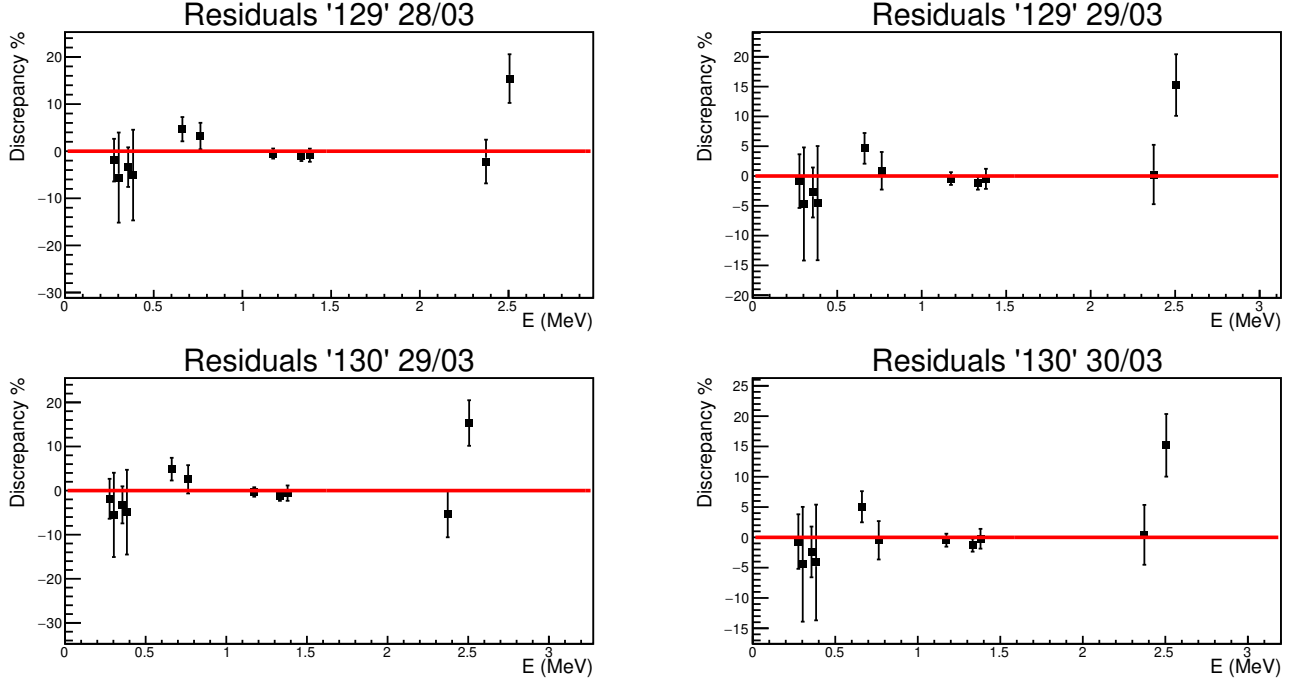 Residuals '129' 28/03
Discrepancy %
20
10
0
−10
−20
−30
0 0.5 1 1.5 2 2.5
E (MeV)
Residuals '129' 29/03
Discrepancy %
20
15
10
5
0
−5
−10
−15
−20
0 0.5 1 1.5 2 2.5 3
E (MeV)
Residuals '130' 29/03
Discrepancy %
20
10
0
−10
−20
−30
0 0.5 1 1.5 2 2.5 3
E (MeV)
Residuals '130' 30/03
Discrepancy %
25
20
15
10
5
0
−5
−10
−15
0 0.5 1 1.5 2 2.5 3
E (MeV)